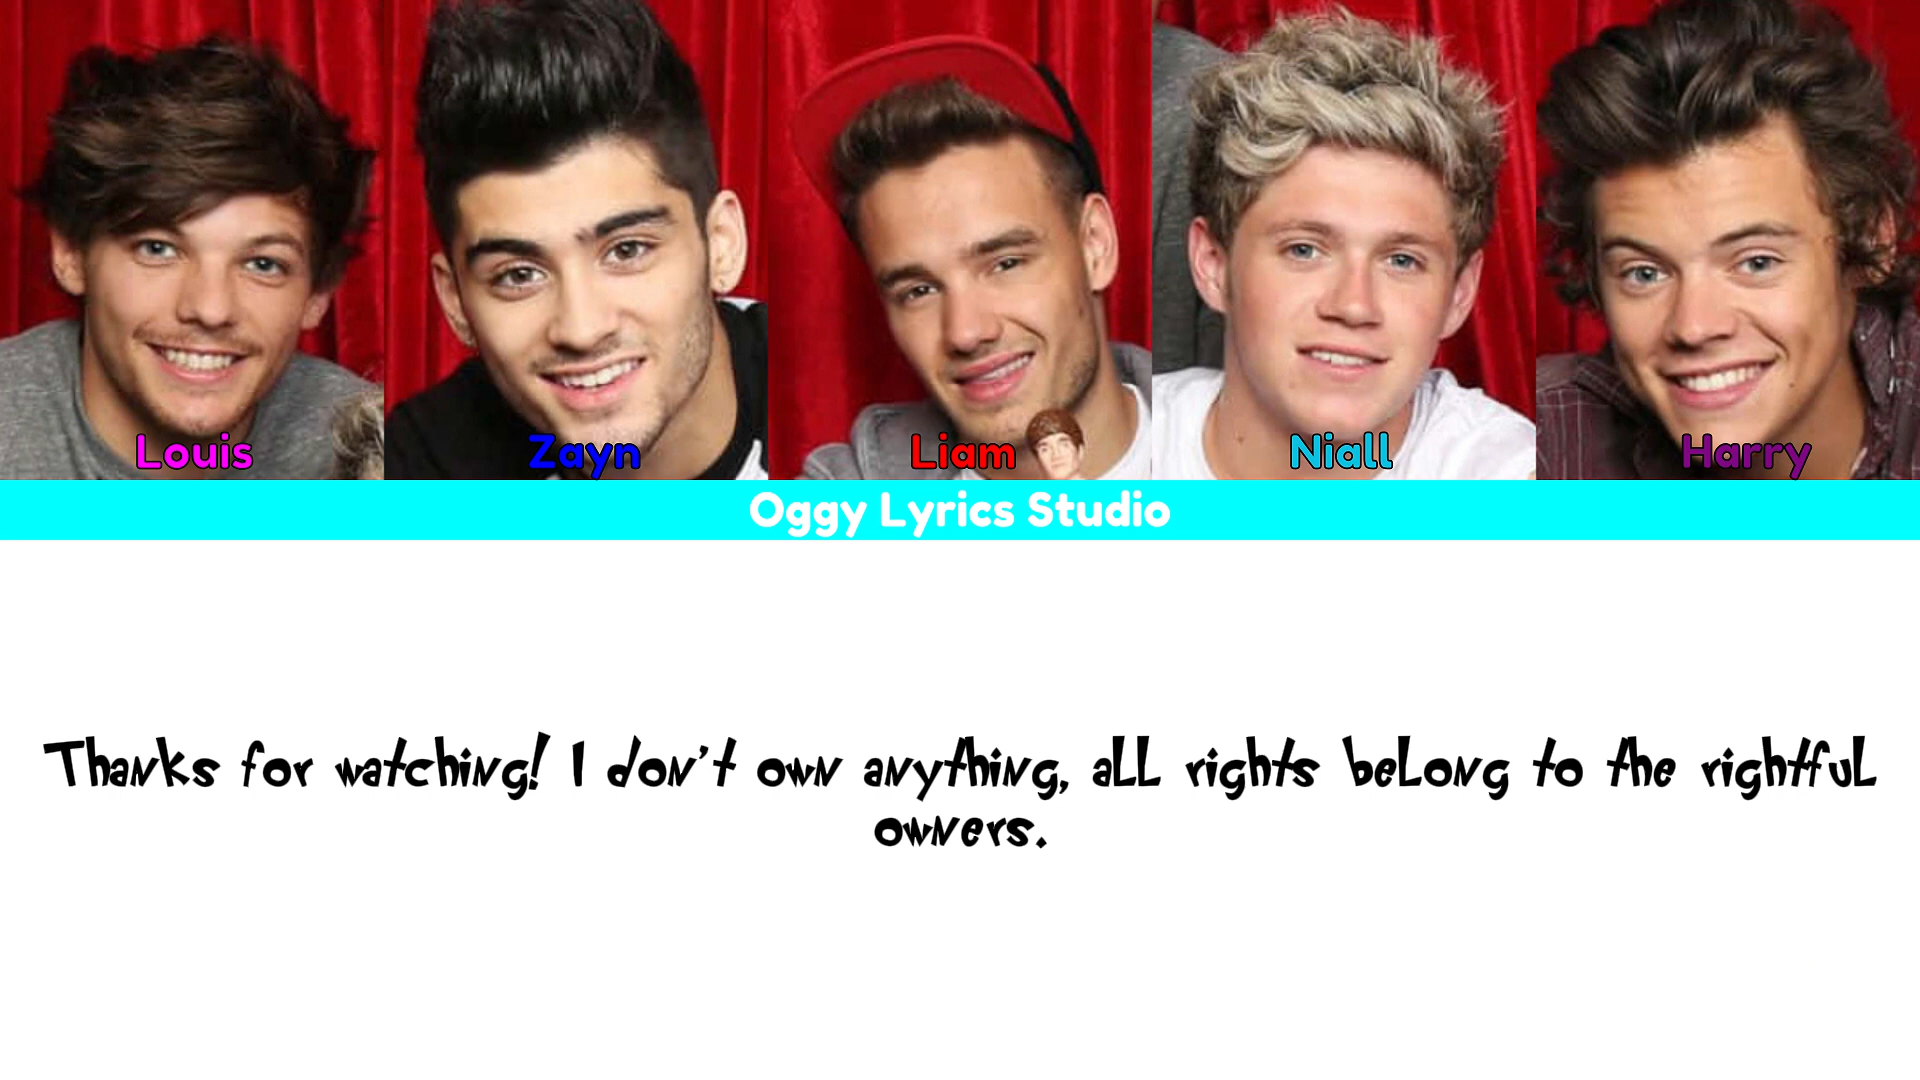 Louis Zayn Liam Niall Harry
Oggy Lyrics Studio
Thanks for watching! I don't own anything, all rights belong to the rightful
owners.